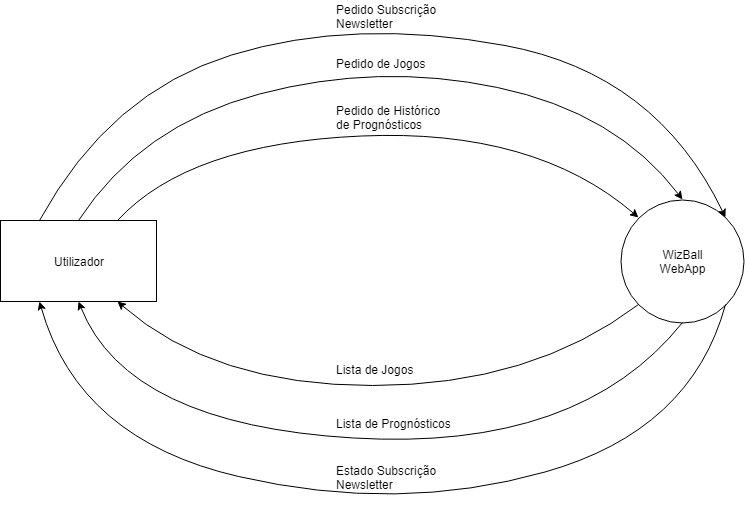 Pedido Subscrição
Newsletter
Pedido de Jogos
Pedido de Histórico
de Prognósticos
Utilizador
WizBall
WebApp
Lista de Jogos
Lista de Prognósticos
Estado Subscrição
Newsletter